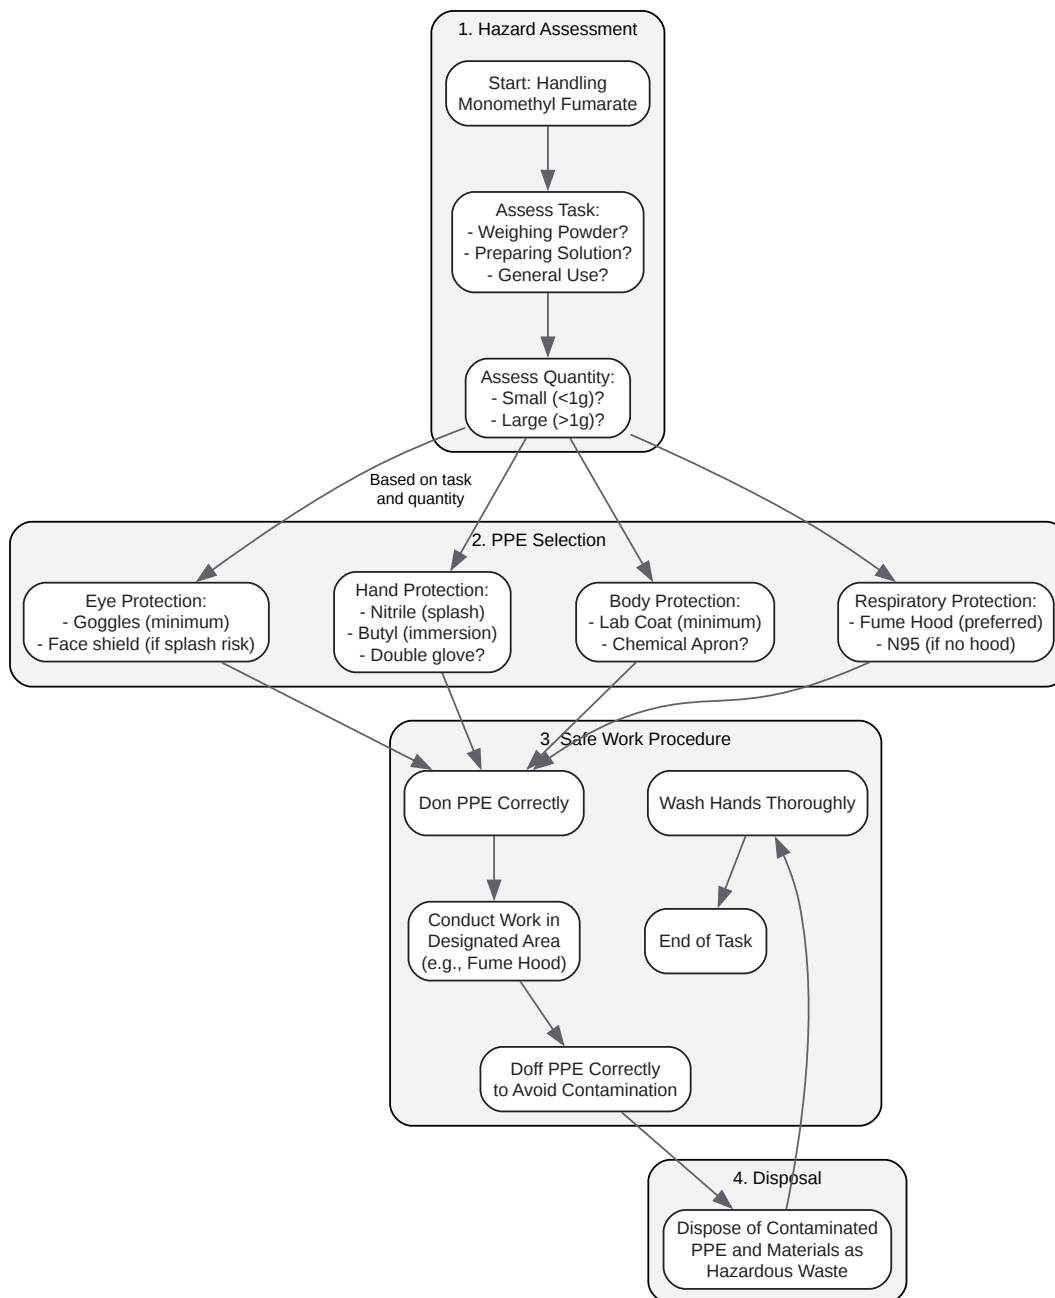 1. Hazard Assessment
Start: Handling
Monomethyl Fumarate
Assess Task:
- Weighing Powder?
- Preparing Solution?
- General Use?
Assess Quantity:
- Small (<1g)?
- Large (>1g)?
Based on task
and quantity
2. PPE Selection
Eye Protection:
- Goggles (minimum)
- Face shield (if splash risk)
Hand Protection:
- Nitrile (splash)
- Butyl (immersion)
- Double glove?
Body Protection:
- Lab Coat (minimum)
- Chemical Apron?
Respiratory Protection:
- Fume Hood (preferred)
- N95 (if no hood)
3. Safe Work Procedure
Don PPE Correctly
Wash Hands Thoroughly
Conduct Work in
Designated Area
(e.g., Fume Hood)
End of Task
Doff PPE Correctly
to Avoid Contamination
4. Disposal
Dispose of Contaminated
PPE and Materials as
Hazardous Waste